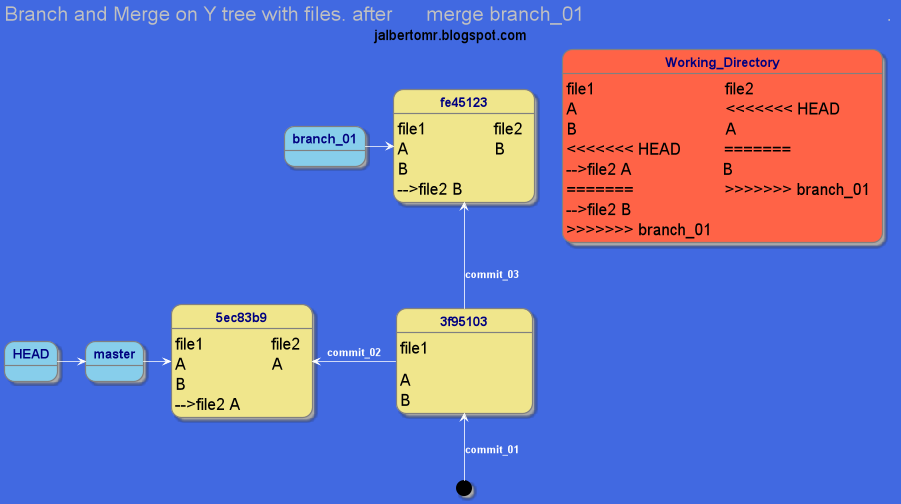 Branch and Merge on Y tree with files. after merge branch_01 .
jalbertomr.blogspot.com
Working_Directory
file1 file2
A <<<<<<< HEAD
B A
<<<<<<< HEAD =======
-->file2 A B
======= >>>>>>> branch_01
-->file2 B
>>>>>>> branch_01
fe45123
file1 file2
A B
B
-->file2 B
branch_01
commit_03
5ec83b9
file1 file2
A A
B
-->file2 A
commit_02
3f95103
file1
A
B
HEAD
master
commit_01